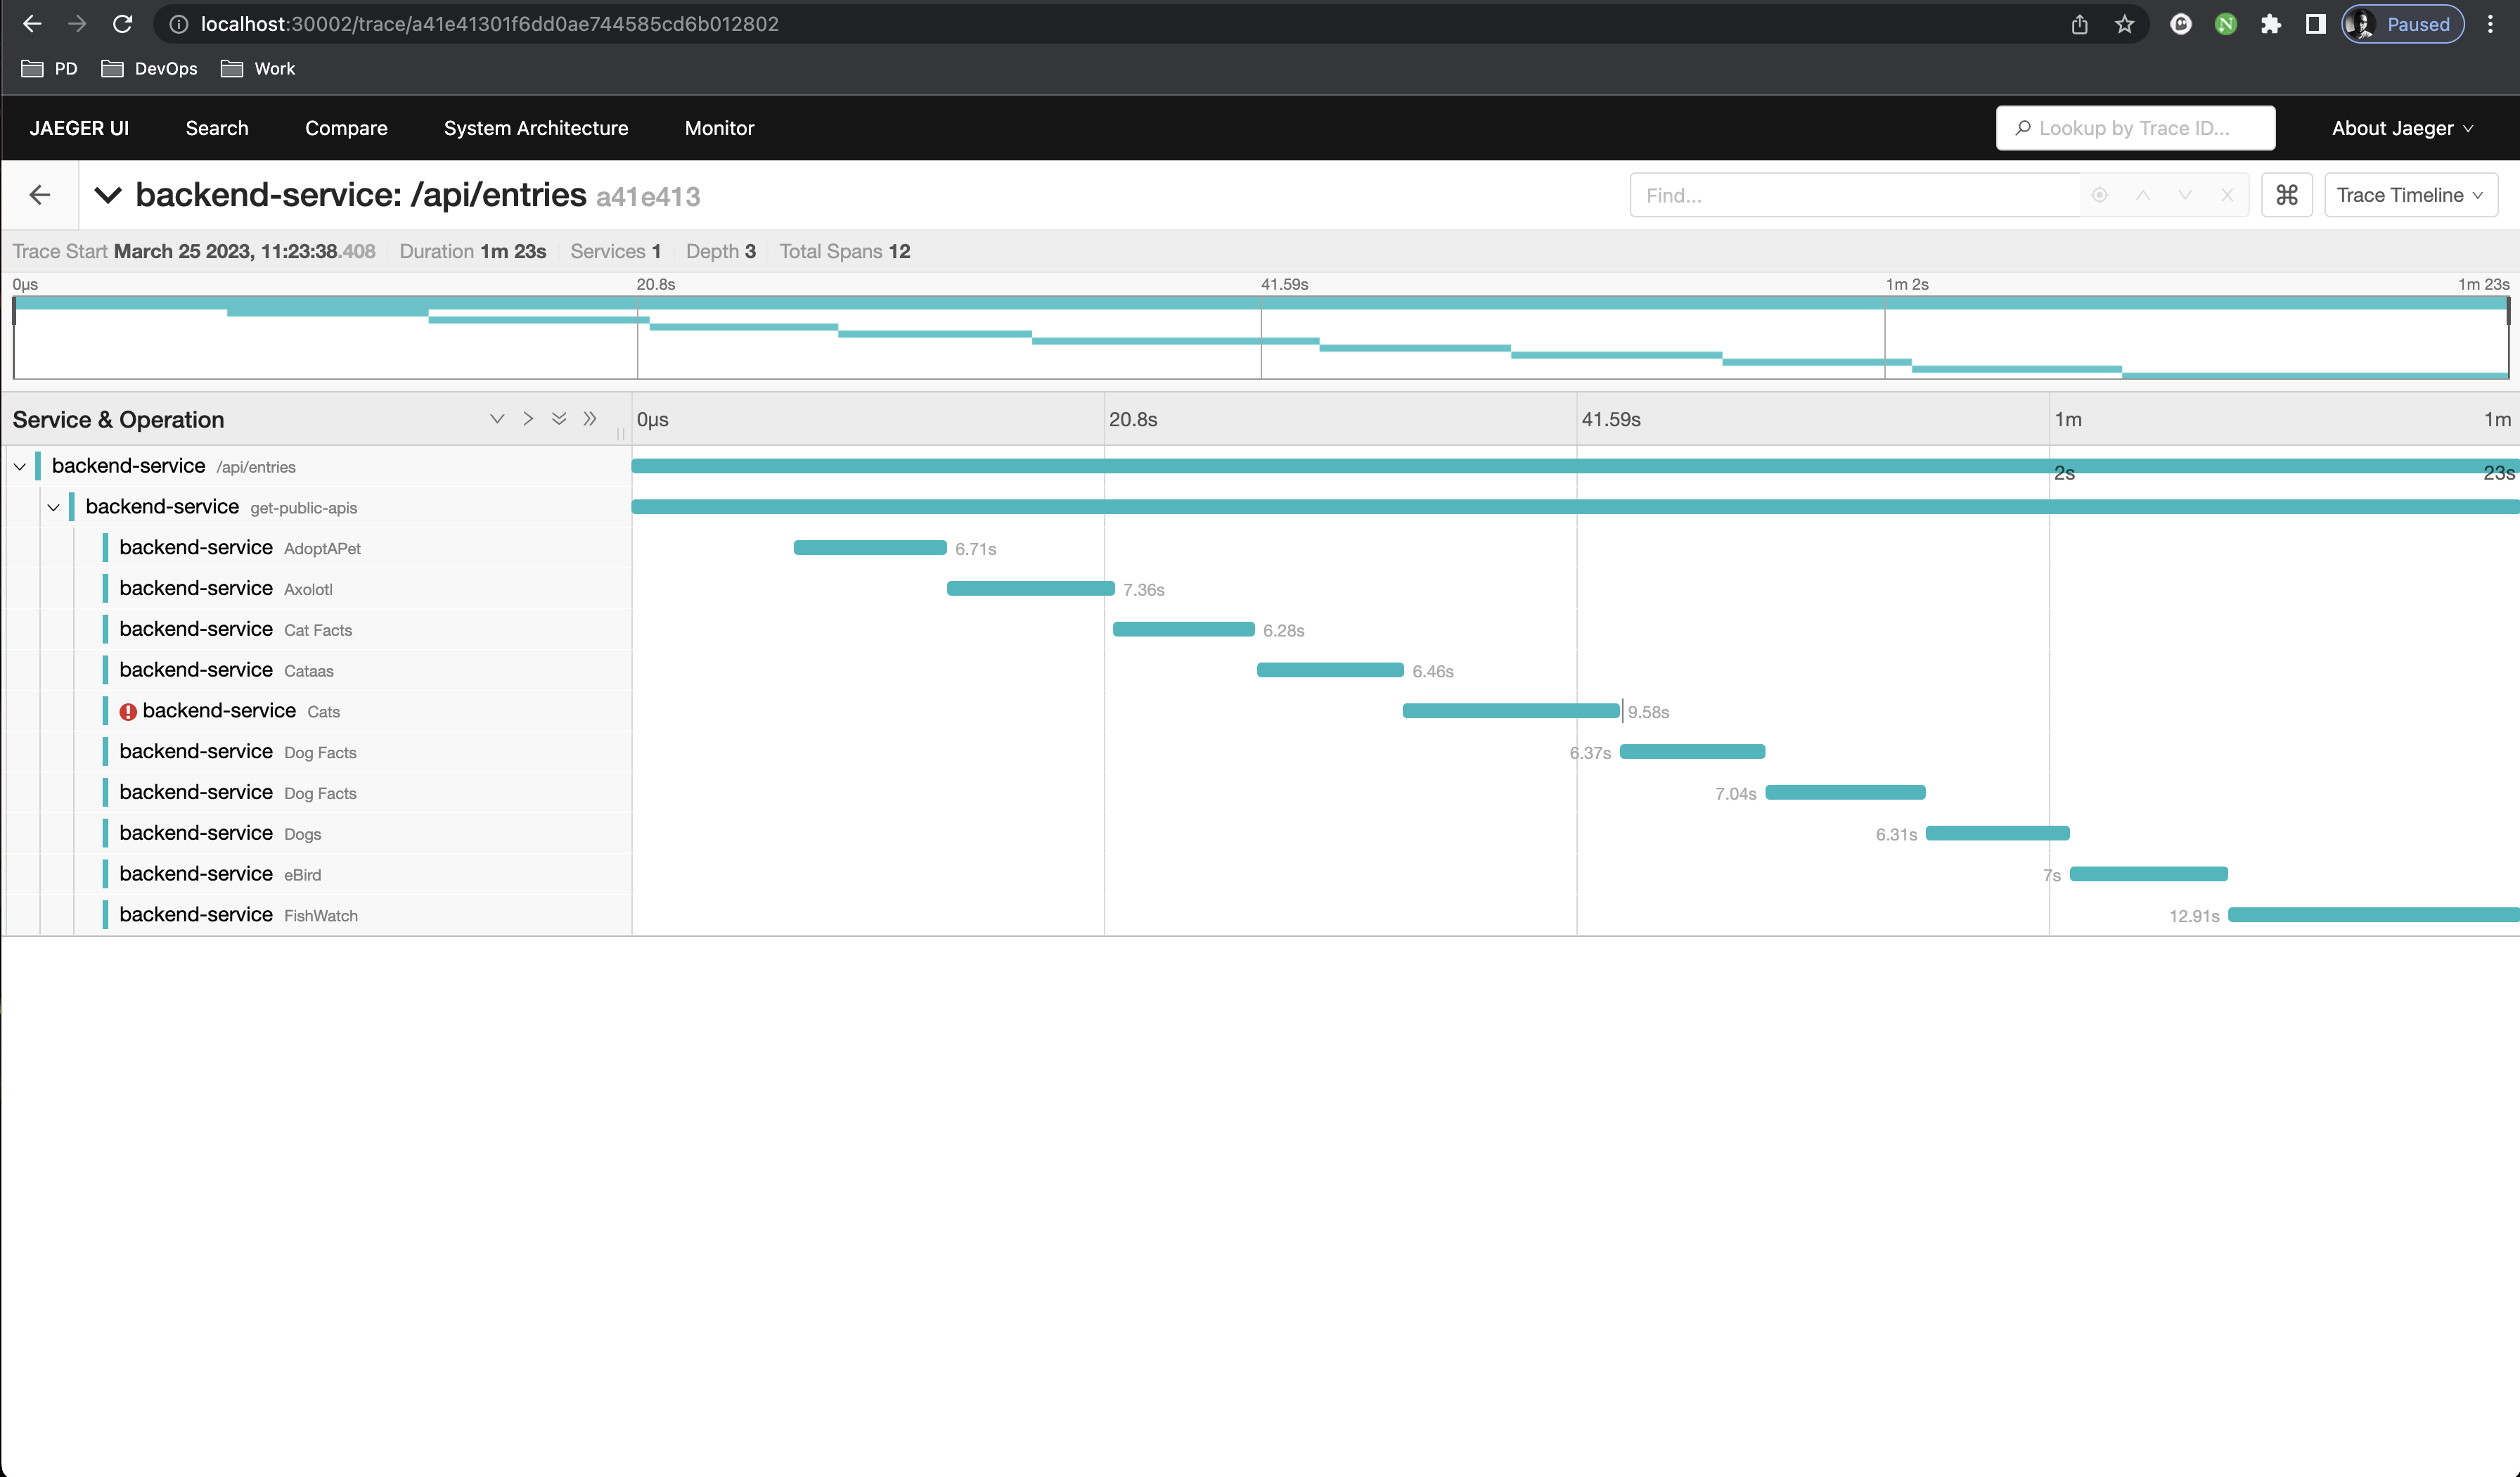 localhost:30002/trace/a41e41301f6dd0ae744585cd6b012802
Paused
PD DevOps Work
JAEGER UI Search Compare System Architecture Monitor Lookup by Trace ID... About Jaeger
backend-service: /api/entries a41e413 Find... ⌘ Trace Timeline
Trace Start March 25 2023, 11:23:38.408 Duration 1m 23s Services 1 Depth 3 Total Spans 12
0μs 20.8s 41.59s 1m 2s 1m 23s
Service & Operation 0μs 20.8s 41.59s 1m 1m
backend-service /api/entries 2s 23s
backend-service get-public-apis
backend-service AdoptAPet 6.71s
backend-service Axolotl 7.36s
backend-service Cat Facts 6.28s
backend-service Cataas 6.46s
backend-service Cats 9.58s
backend-service Dog Facts 6.37s
backend-service Dog Facts 7.04s
backend-service Dogs 6.31s
backend-service eBird 7s
backend-service FishWatch 12.91s